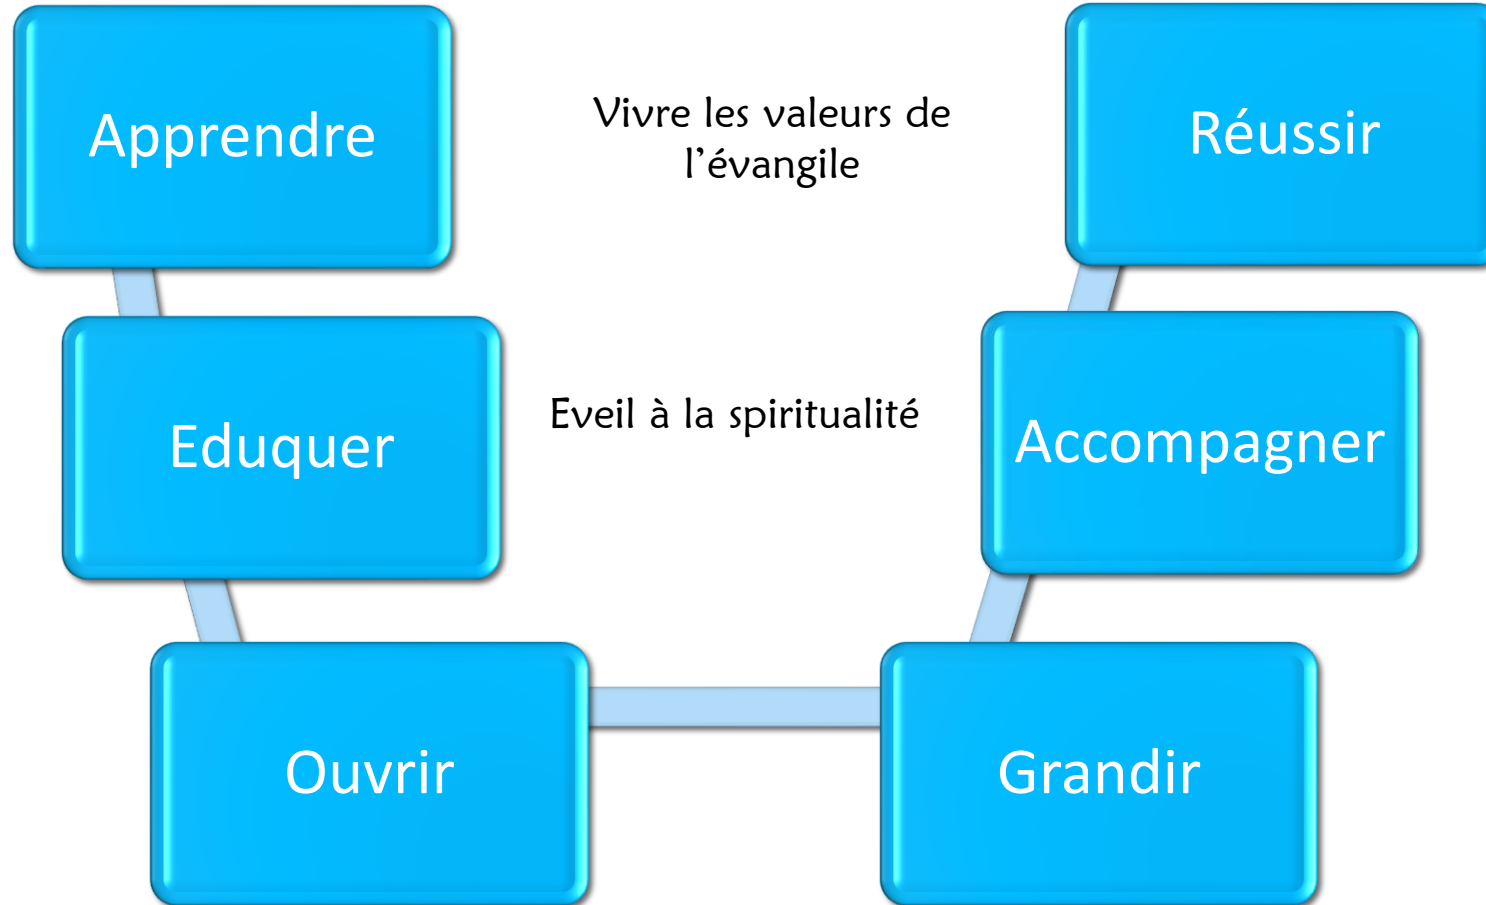 Apprendre
Vivre les valeurs de
l’évangile
Réussir
Eduquer
Eveil à la spiritualité
Accompagner
Ouvrir
Grandir